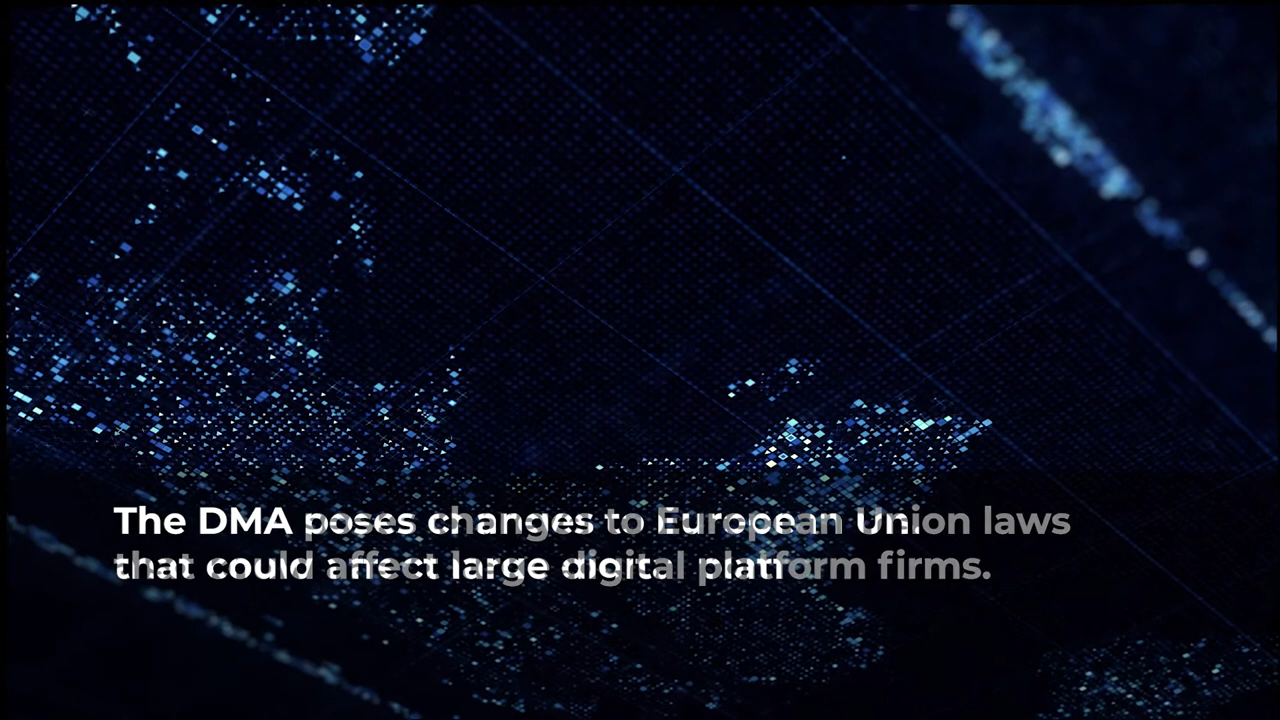 The DMA poses changes to European Union laws
that could affect large digital platform firms.